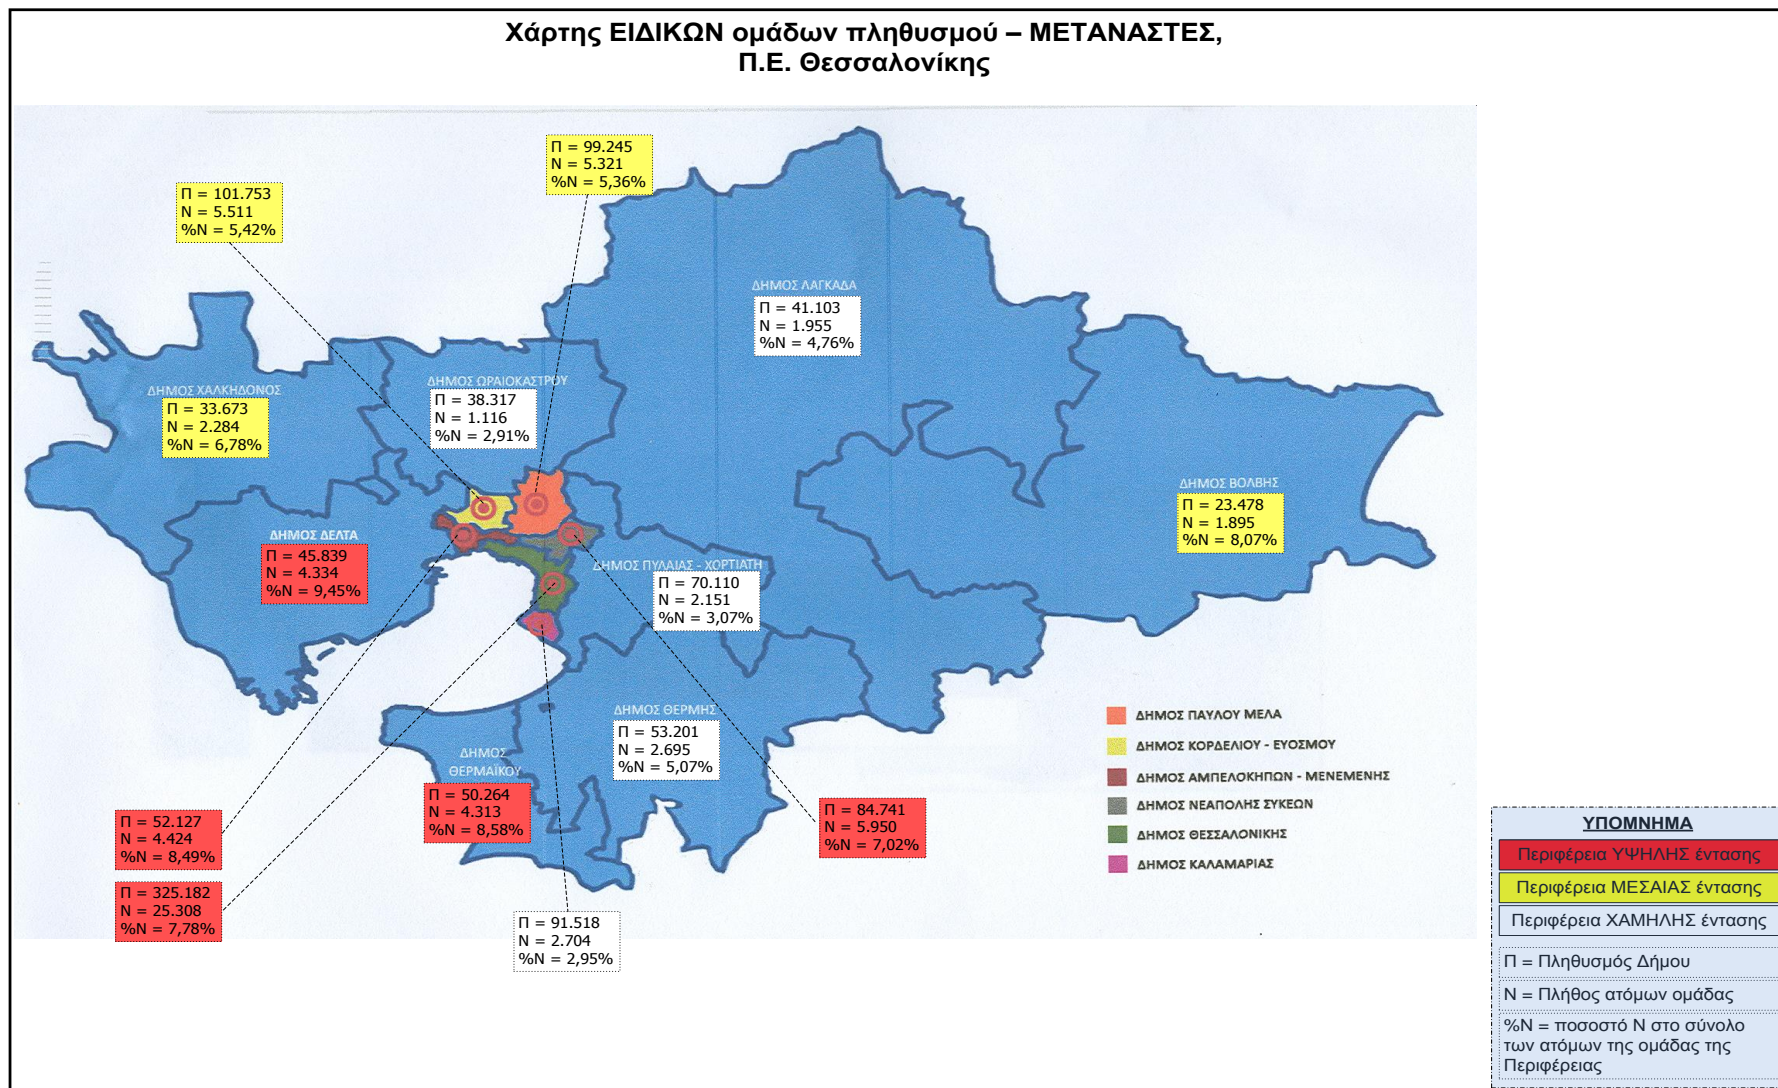 Χάρτης ΕΙΔΙΚΩΝ ομάδων πληθυσμού – ΜΕΤΑΝΑΣΤΕΣ,
Π.Ε. Θεσσαλονίκης
Π = 99.245
Ν = 5.321
%Ν = 5,36%
Π = 101.753
Ν = 5.511
%Ν = 5,42%
ΔΗΜΟΣ ΛΑΓΚΑΔΑ
Π = 41.103
Ν = 1.955
%Ν = 4,76%
ΔΗΜΟΣ ΧΑΛΚΗΔΟΝΟΣ
Π = 33.673
Ν = 2.284
%Ν = 6,78%
ΔΗΜΟΣ ΩΡΑΙΟΚΑΣΤΡΟΥ
Π = 38.317
Ν = 1.116
%Ν = 2,91%
ΔΗΜΟΣ ΒΟΛΒΗΣ
Π = 23.478
Ν = 1.895
%Ν = 8,07%
ΔΗΜΟΣ ΔΕΛΤΑ
Π = 45.839
Ν = 4.334
%Ν = 9,45%
ΔΗΜΟΣ ΠΥΛΑΙΑΣ - ΧΟΡΤΙΑΤΗ
Π = 70.110
Ν = 2.151
%Ν = 3,07%
ΔΗΜΟΣ ΘΕΡΜΗΣ
Π = 53.201
Ν = 2.695
%Ν = 5,07%
ΔΗΜΟΣ
ΘΕΡΜΑΪΚΟΥ
Π = 50.264
Ν = 4.313
%Ν = 8,58%
Π = 52.127
Ν = 4.424
%Ν = 8,49%
Π = 84.741
Ν = 5.950
%Ν = 7,02%
Π = 325.182
Ν = 25.308
%Ν = 7,78%
Π = 91.518
Ν = 2.704
%Ν = 2,95%
ΔΗΜΟΣ ΠΑΥΛΟΥ ΜΕΛΑ
ΔΗΜΟΣ ΚΟΡΔΕΛΙΟΥ - ΕΥΟΣΜΟΥ
ΔΗΜΟΣ ΑΜΠΕΛΟΚΗΠΩΝ - ΜΕΝΕΜΕΝΗΣ
ΔΗΜΟΣ ΝΕΑΠΟΛΗΣ ΣΥΚΕΩΝ
ΔΗΜΟΣ ΘΕΣΣΑΛΟΝΙΚΗΣ
ΔΗΜΟΣ ΚΑΛΑΜΑΡΙΑΣ
ΥΠΟΜΝΗΜΑ
Περιφέρεια ΥΨΗΛΗΣ έντασης
Περιφέρεια ΜΕΣΑΙΑΣ έντασης
Περιφέρεια ΧΑΜΗΛΗΣ έντασης
Π = Πληθυσμός Δήμου
Ν = Πλήθος ατόμων ομάδας
%Ν = ποσοστό Ν στο σύνολο
των ατόμων της ομάδας της
Περιφέρειας